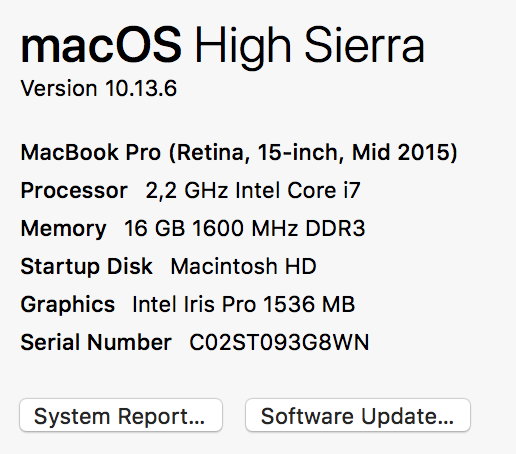 macOS High Sierra
Version 10.13.6
MacBook Pro (Retina, 15-inch, Mid 2015)
Processor 2,2 GHz Intel Core i7
Memory 16 GB 1600 MHz DDR3
Startup Disk Macintosh HD
Graphics Intel Iris Pro 1536 MB
Serial Number C02ST093G8WN
System Report... Software Update...